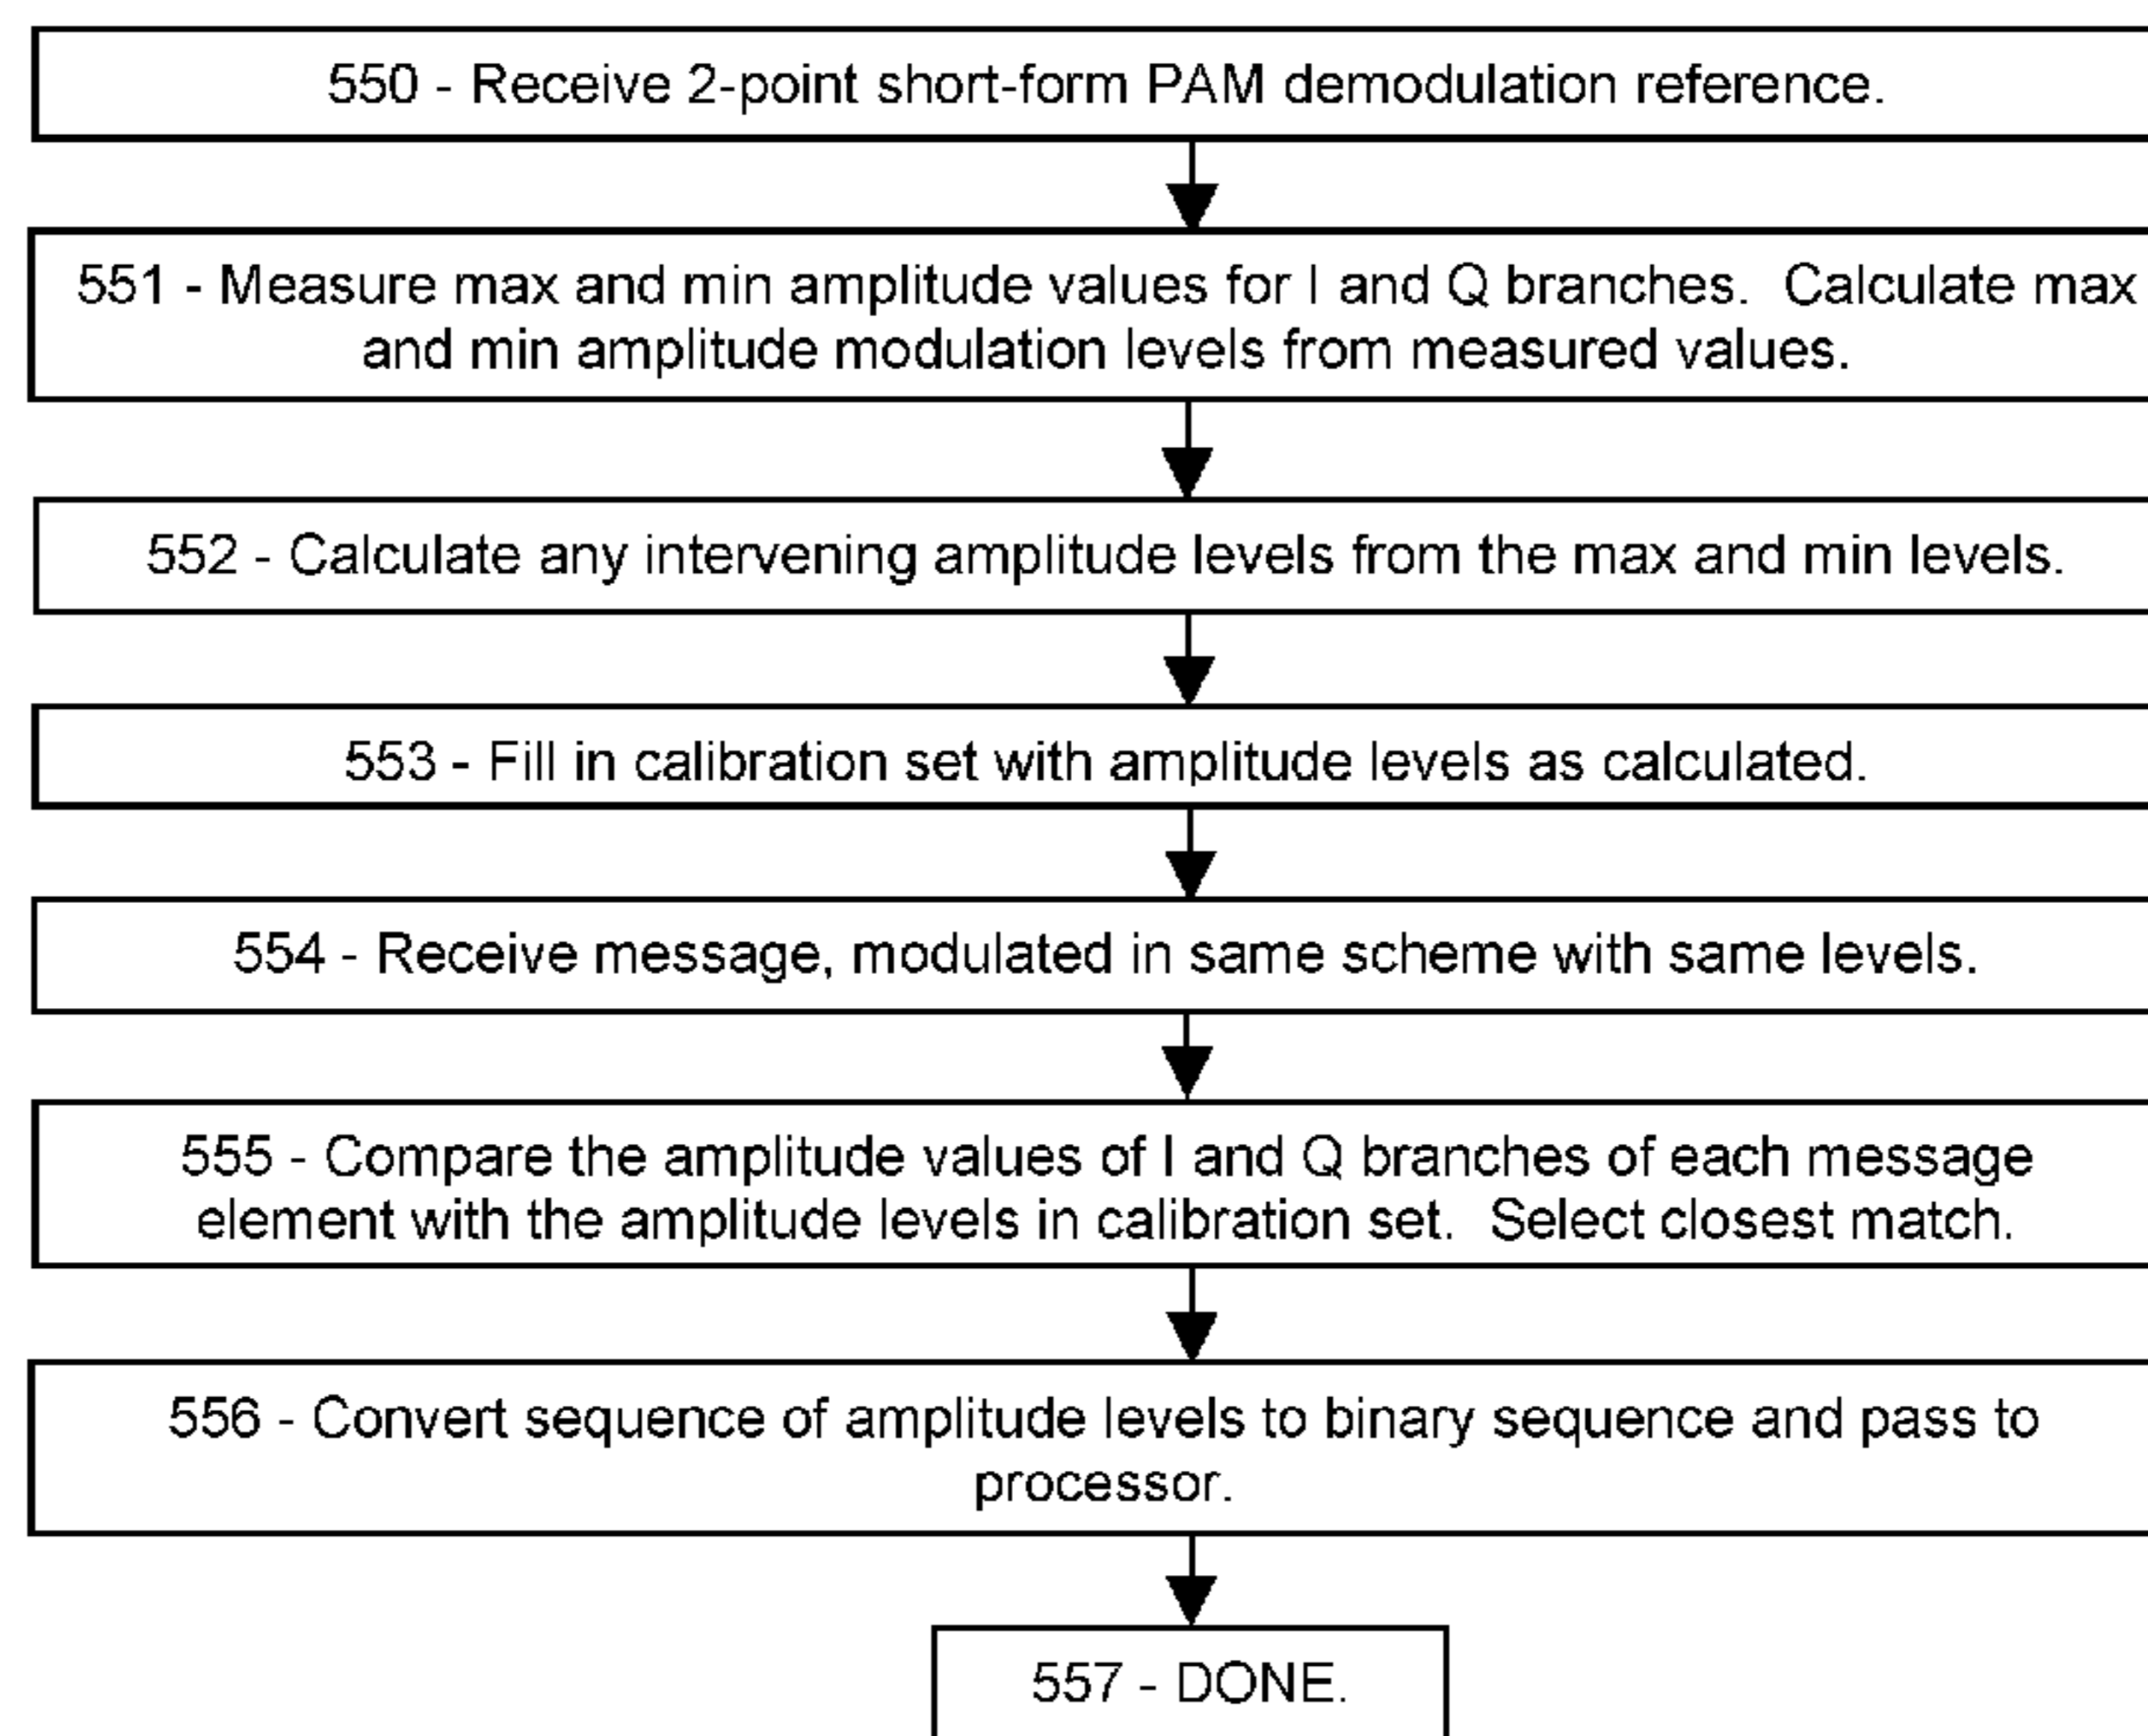 550 - Receive 2-point short-form PAM demodulation reference.
551 - Measure max and min amplitude values for I and Q branches. Calculate max
and min amplitude modulation levels from measured values.
552 - Calculate any intervening amplitude levels from the max and min levels.
553 - Fill in calibration set with amplitude levels as calculated.
554 - Receive message, modulated in same scheme with same levels.
555 - Compare the amplitude values of I and Q branches of each message
element with the amplitude levels in calibration set. Select closest match.
556 - Convert sequence of amplitude levels to binary sequence and pass to
processor.
557 - DONE.